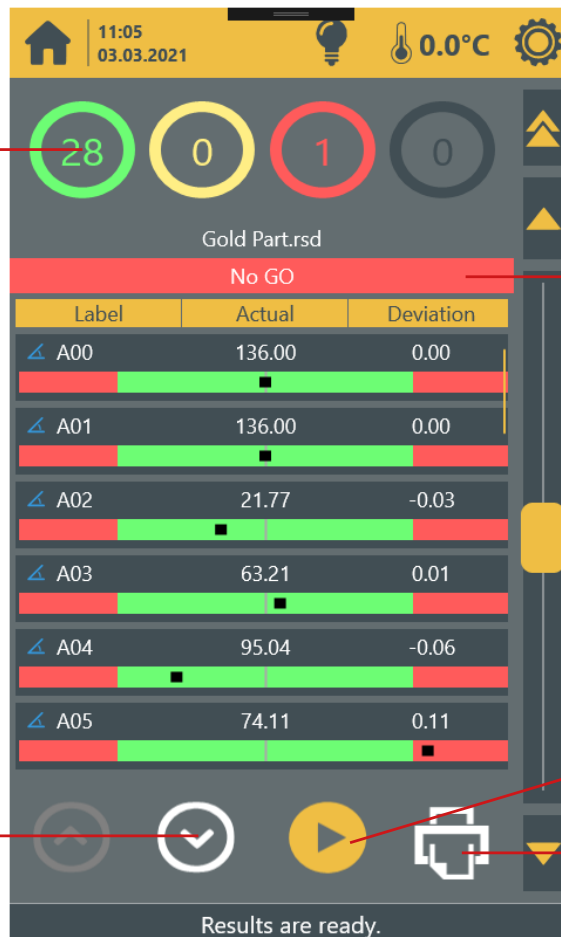 11:05
03.03.2021
0.0°C
28 0 1 0
Gold Part.rsd
No GO
Label Actual Deviation
A00 136.00 0.00
A01 136.00 0.00
A02 21.77 -0.03
A03 63.21 0.01
A04 95.04 -0.06
A05 74.11 0.11
Results are ready.